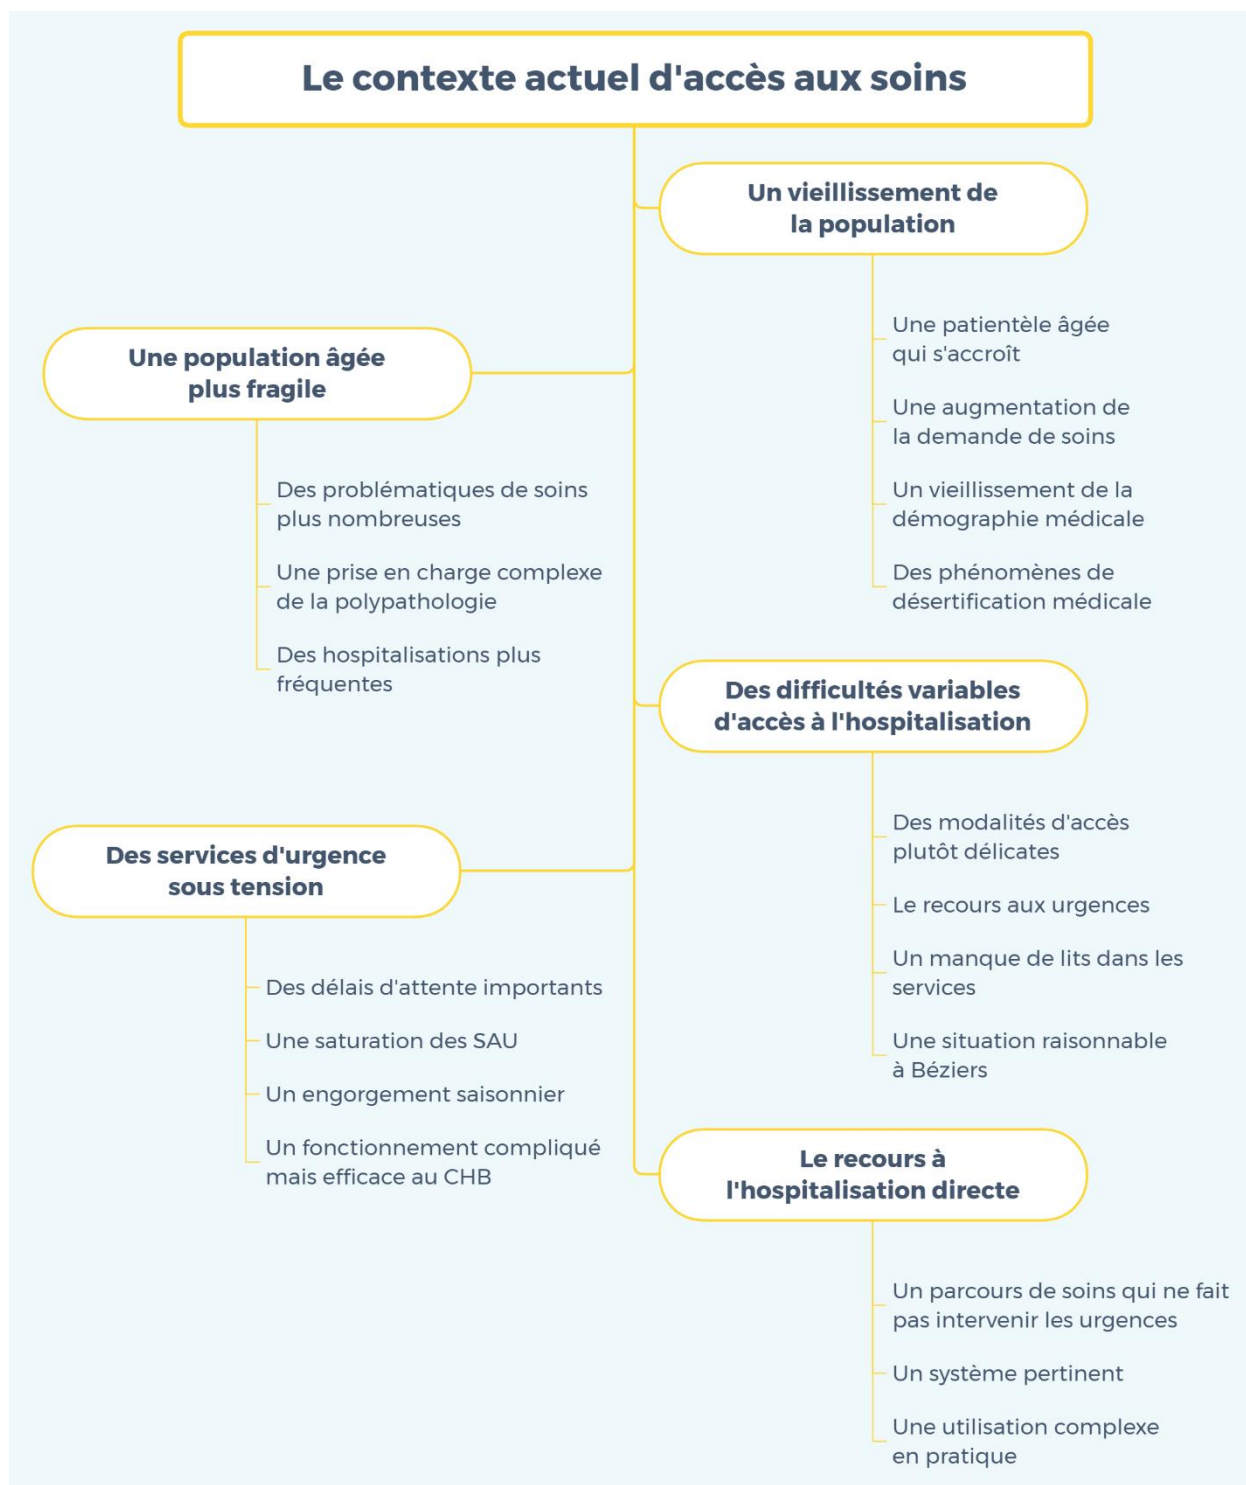 Le contexte actuel d'accès aux soins
Un vieillissement de
la population
Une patientèle âgée
qui s'accroît
Une augmentation de
la demande de soins
Un vieillissement de la
démographie médicale
Des phénomènes de
désertification médicale
Une population âgée
plus fragile
Des problématiques de soins
plus nombreuses
Une prise en charge complexe
de la polypathologie
Des hospitalisations plus
fréquentes
Des difficultés variables
d'accès à l'hospitalisation
Des modalités d'accès
plutôt délicates
Le recours aux urgences
Un manque de lits dans les
services
Une situation raisonnable
à Béziers
Des services d'urgence
sous tension
Des délais d'attente importants
Une saturation des SAU
Un engorgement saisonnier
Un fonctionnement compliqué
mais efficace au CHB
Le recours à
l'hospitalisation directe
Un parcours de soins qui ne fait
pas intervenir les urgences
Un système pertinent
Une utilisation complexe
en pratique